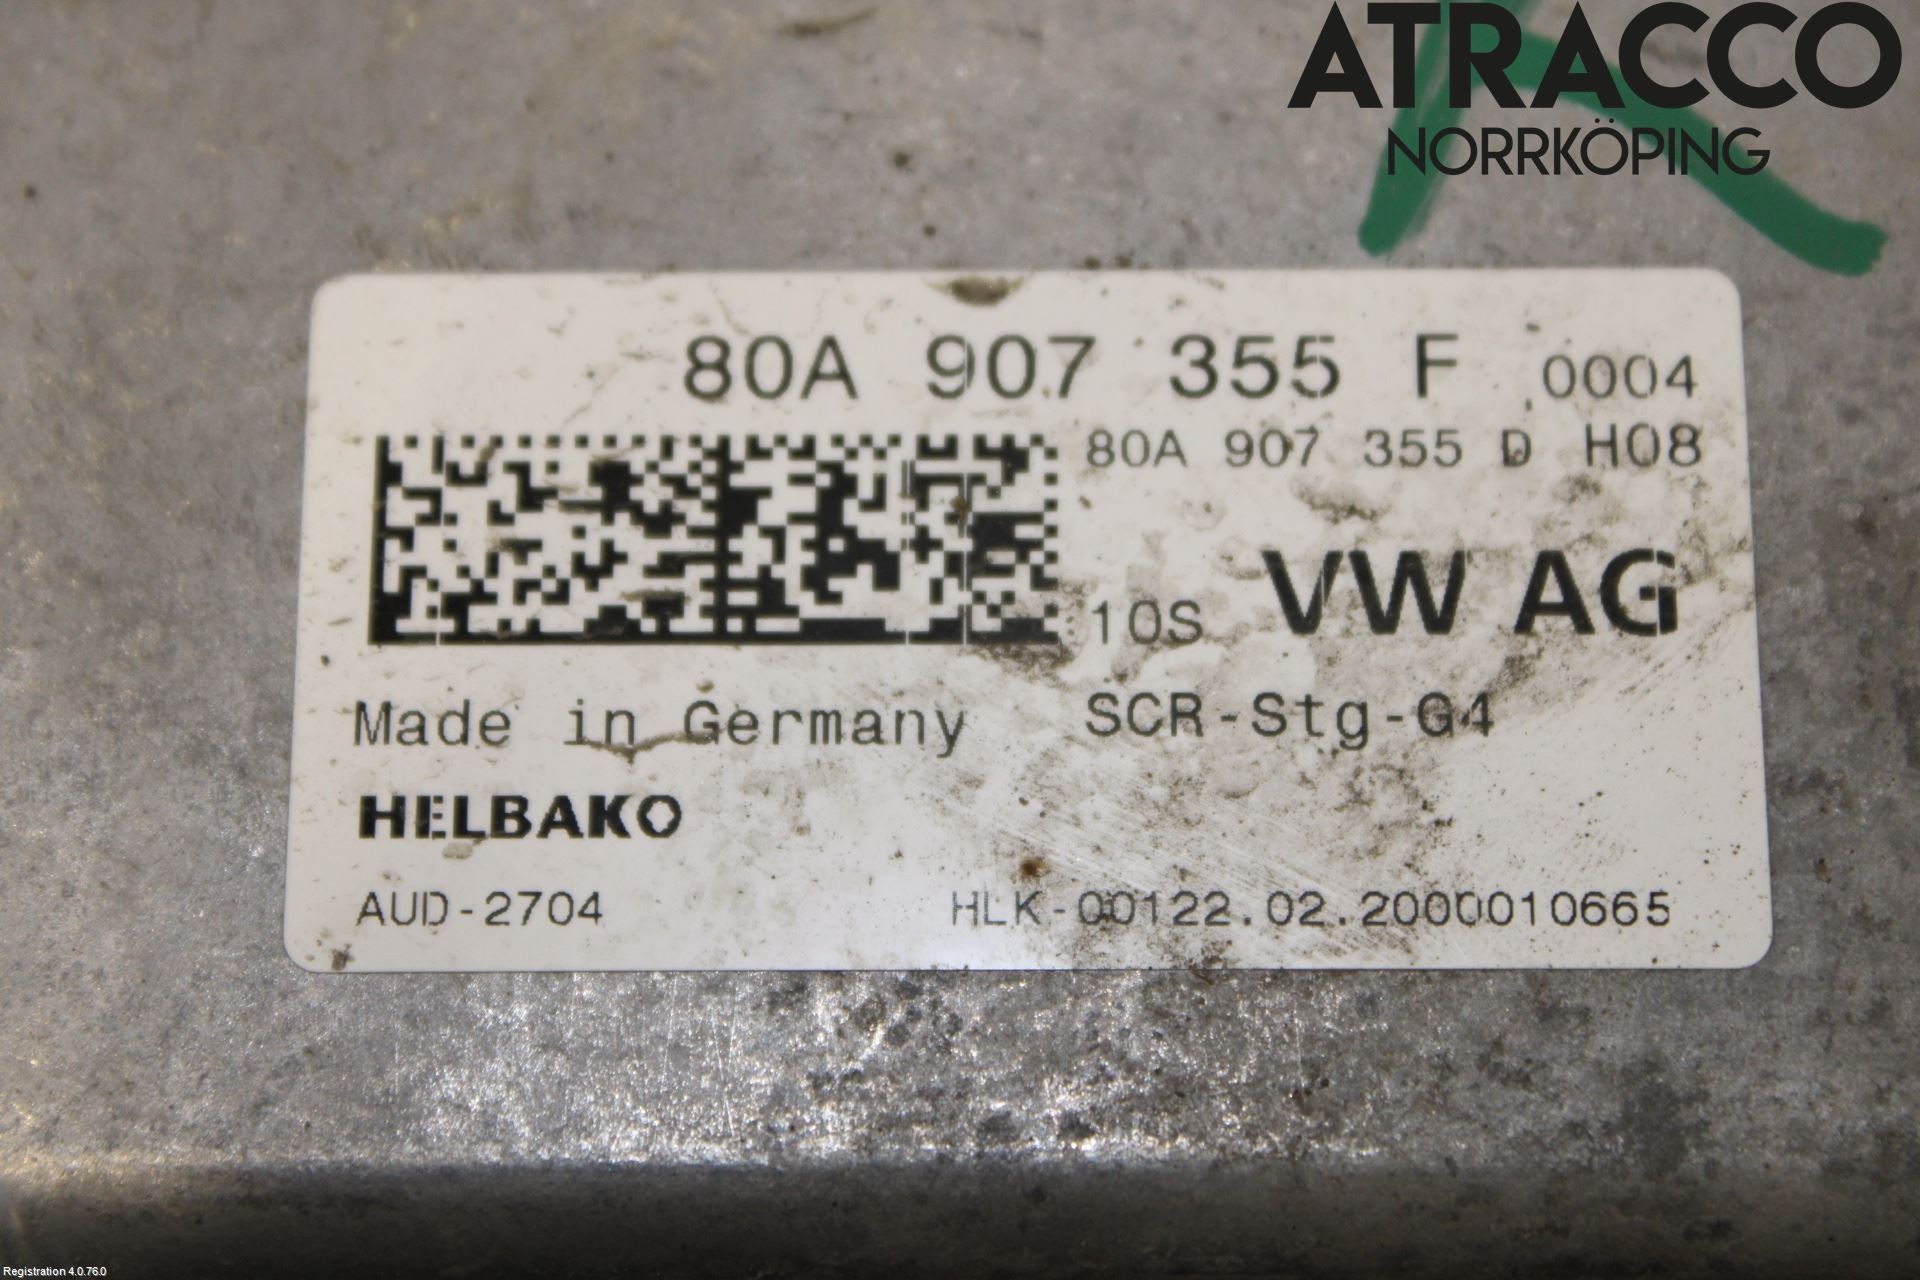 ATRACCO
NORRKÖPING
80A 907 355 F 0004
80A 907 355 D H08
10S VW AG
Made in Germany SCR-Stg-G4
HELBAKO
AUD-2704 HLK-00122.02.2000010665
Registration 4.0.76.0